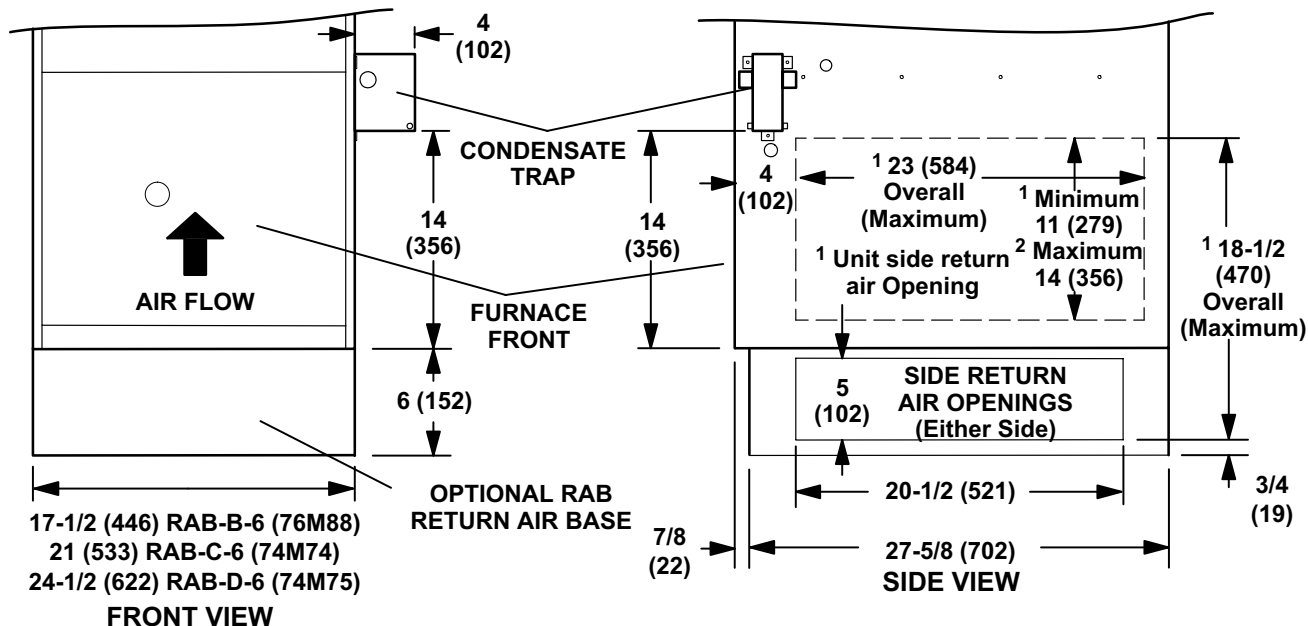 4
(102)
CONDENSATE
TRAP
14
(356)
AIR FLOW
FURNACE
FRONT
6 (152)
OPTIONAL RAB
RETURN AIR BASE
17-1/2 (446) RAB-B-6 (76M88)
21 (533) RAB-C-6 (74M74)
24-1/2 (622) RAB-D-6 (74M75)
FRONT VIEW
14
(356)
4
(102)
1 23 (584)
Overall
(Maximum)
1 Minimum
11 (279)
2 Maximum
14 (356)
1 Unit side return
air Opening
1 18-1/2
(470)
Overall
(Maximum)
5
(102)
SIDE RETURN
AIR OPENINGS
(Either Side)
20-1/2 (521)
3/4
(19)
7/8
(22)
27-5/8 (702)
SIDE VIEW